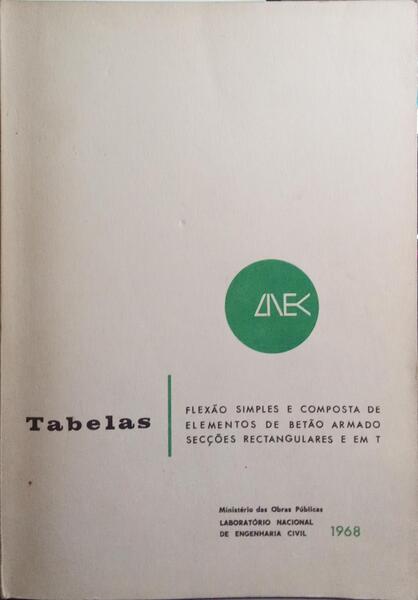 LNEC
Tabelas
FLEXÃO SIMPLES E COMPOSTA DE
ELEMENTOS DE BETÃO ARMADO
SECÇÕES RECTANGULARES E EM T
Ministério das Obras Públicas
LABORATÓRIO NACIONAL
DE ENGENHARIA CIVIL 1968